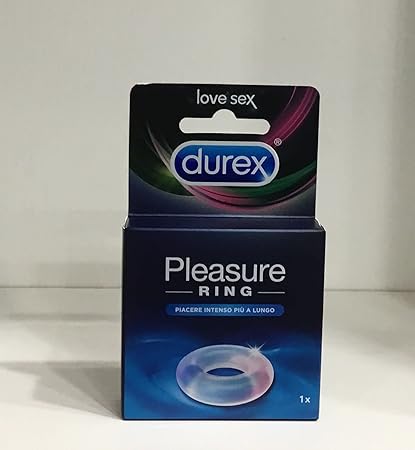 love sex
durex®
Pleasure
RING
PIACERE INTENSO PIÙ A LUNGO
1x